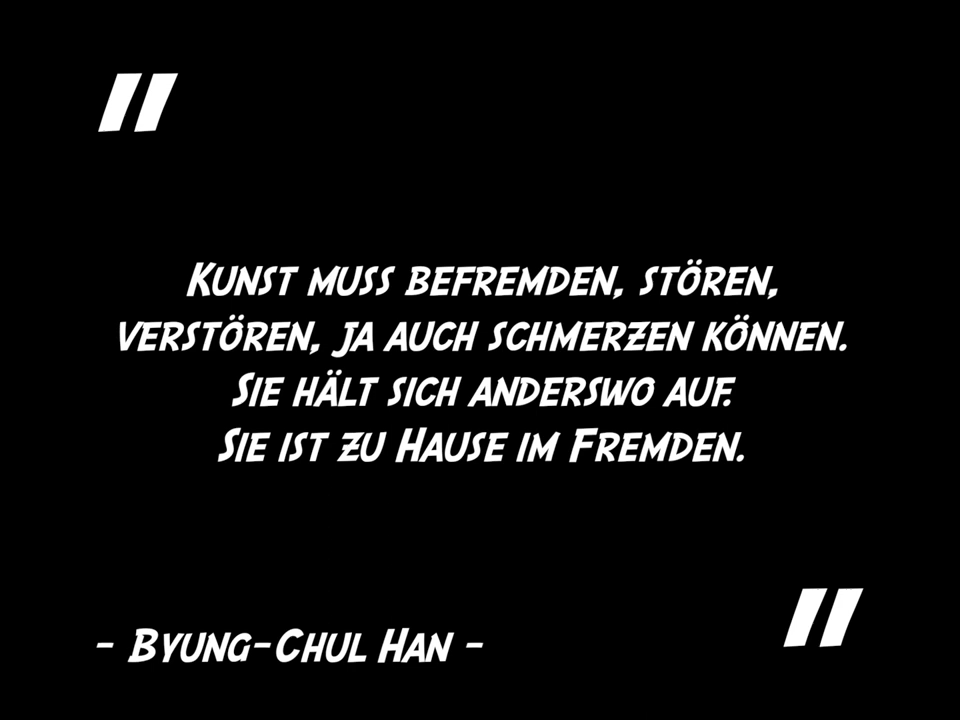 "
Kunst muss befremden, stören,
verstören, ja auch schmerzen können.
Sie hält sich anderswo auf.
Sie ist zu Hause im Fremden.
"
- Byung-Chul Han -